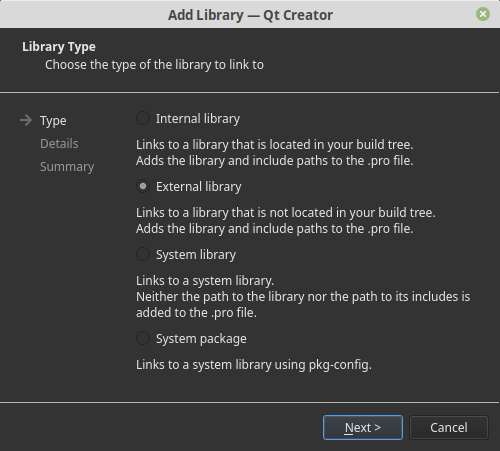 Add Library — Qt Creator
Library Type
Choose the type of the library to link to
Type
Details
Summary
Internal library
Links to a library that is located in your build tree.
Adds the library and include paths to the .pro file.
External library
Links to a library that is not located in your build tree.
Adds the library and include paths to the .pro file.
System library
Links to a system library.
Neither the path to the library nor the path to its includes is
added to the .pro file.
System package
Links to a system library using pkg-config.
Next >
Cancel